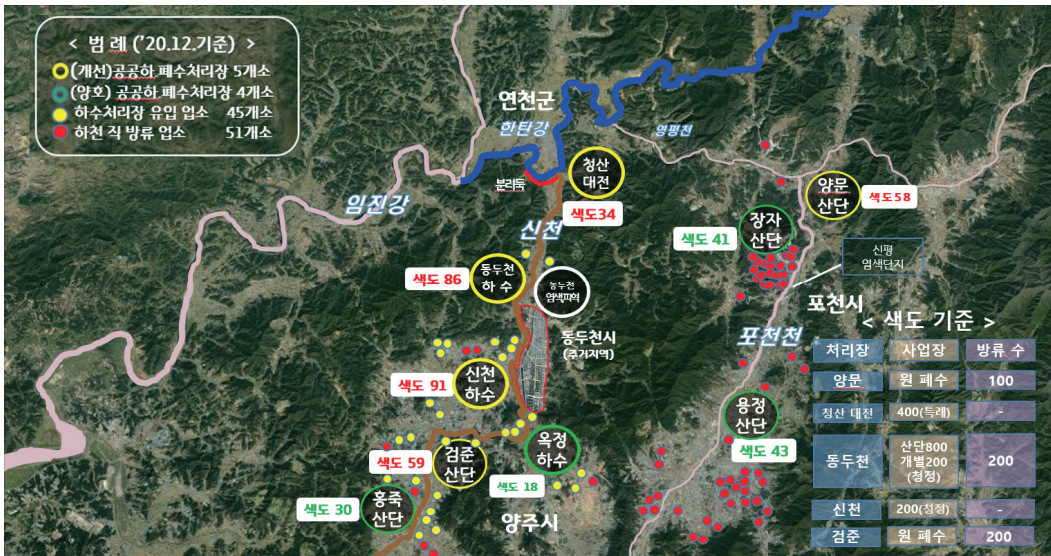 < 범 례 ('20.12.기준) >
(개선)공공하.폐수처리장 5개소
(양호) 공공하.폐수처리장 4개소
하수처리장 유입 업소 45개소
하천 직 방류 업소 51개소
연천군
한탄강
영평천
분리둑
청산
대전
색도34
임진강
신천
양문
산단
색도58
장자
산단
색도 41
신평
염색단지
동두천
하 수
색도 86
동두천
염색피혁
포천시
포천천
동두천시
(주거지역)
신천
하수
색도 91
용정
산단
색도 43
옥정
하수
색도 18
검준
산단
색도 59
홍죽
산단
색도 30
양주시
< 색도 기준 >
처리장 사업장 방류 수
양문 원 폐수 100
청산 대전 400(특례) -
동두천 산단800
개별200
(청정) 200
신천 200(청정) -
검준 원 폐수 200